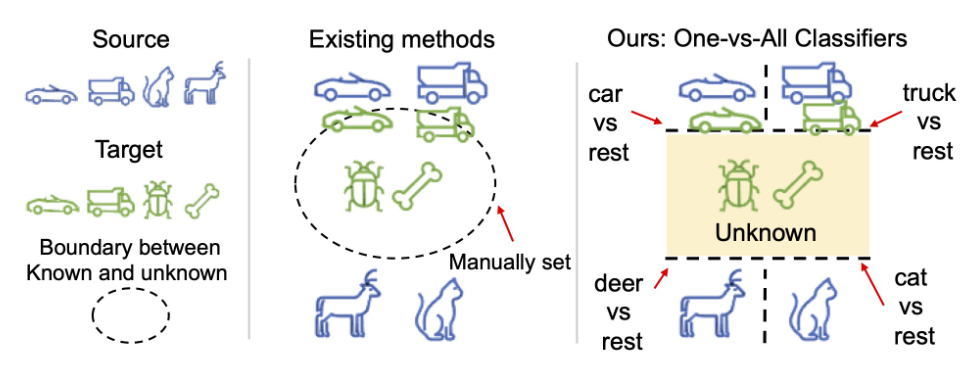 Source
Target
Boundary between
Known and unknown
Existing methods
Manually set
Ours: One-vs-All Classifiers
car
vs
rest
truck
vs
rest
Unknown
deer
vs
rest
cat
vs
rest